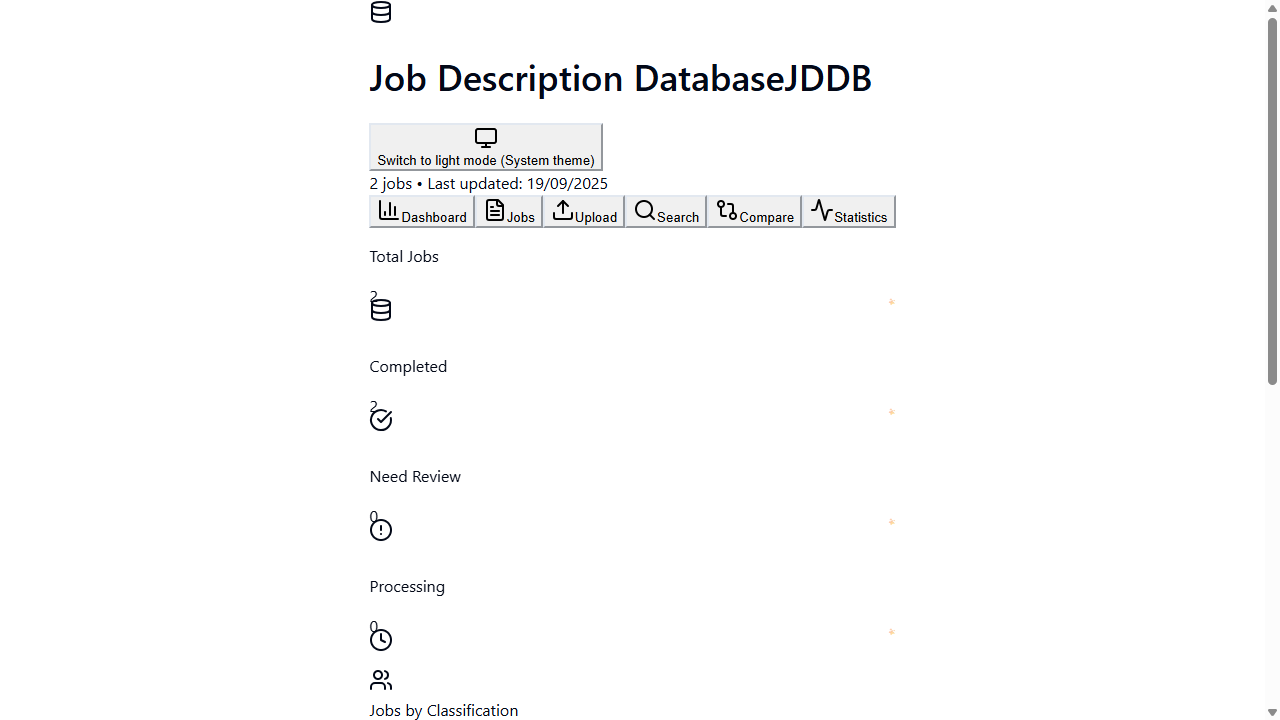 Job Description DatabaseJDDB
Switch to light mode (System theme)
2 jobs • Last updated: 19/09/2025
Dashboard Jobs Upload Search Compare Statistics
Total Jobs
2
*
Completed
2
*
Need Review
0
*
Processing
0
*
Jobs by Classification